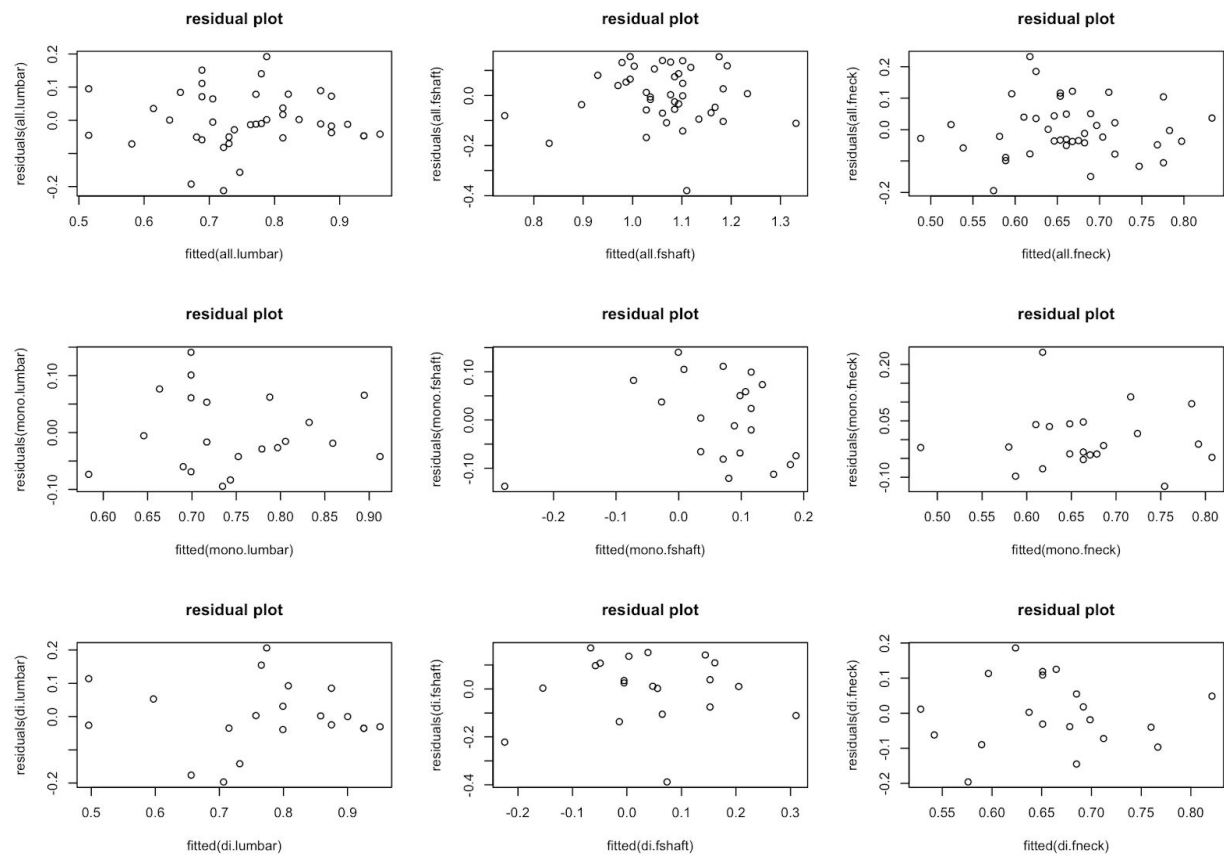 residual plot
residuals(all.lumbar)
0.2
0.1
0.0
-0.2
0.5 0.6 0.7 0.8 0.9
fitted(all.lumbar)
residual plot
residuals(all.fshaft)
0.0
-0.2
-0.4
0.8 0.9 1.0 1.1 1.2 1.3
fitted(all.fshaft)
residual plot
residuals(all.fneck)
0.2
0.1
0.0
-0.2
0.50 0.55 0.60 0.65 0.70 0.75 0.80
fitted(all.fneck)
residual plot
residuals(mono.lumbar)
0.10
0.00
-0.10
0.60 0.65 0.70 0.75 0.80 0.85 0.90
fitted(mono.lumbar)
residual plot
residuals(mono.fshaft)
0.10
0.00
-0.10
-0.2 -0.1 0.0 0.1 0.2
fitted(mono.fshaft)
residual plot
residuals(mono.fneck)
0.20
0.05
-0.10
0.50 0.55 0.60 0.65 0.70 0.75 0.80
fitted(mono.fneck)
residual plot
residuals(di.lumbar)
0.2
0.1
0.0
-0.2
0.5 0.6 0.7 0.8 0.9
fitted(di.lumbar)
residual plot
residuals(di.fshaft)
0.0
-0.2
-0.4
-0.2 -0.1 0.0 0.1 0.2 0.3
fitted(di.fshaft)
residual plot
residuals(di.fneck)
0.2
0.1
0.0
-0.1
-0.2
0.55 0.60 0.65 0.70 0.75 0.80
fitted(di.fneck)